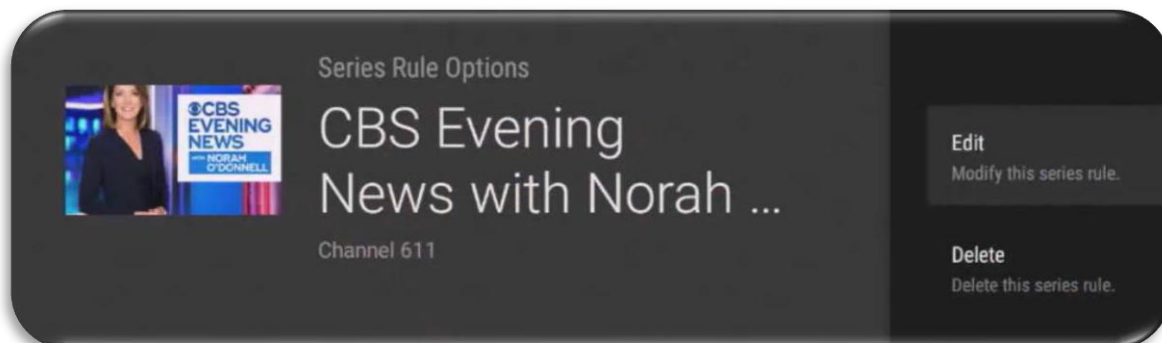 Series Rule Options
CBS Evening
News with Norah ...
Channel 611
CBS
EVENING
NEWS
WITH NORAH
O'DONNELL
Edit
Modify this series rule.
Delete
Delete this series rule.